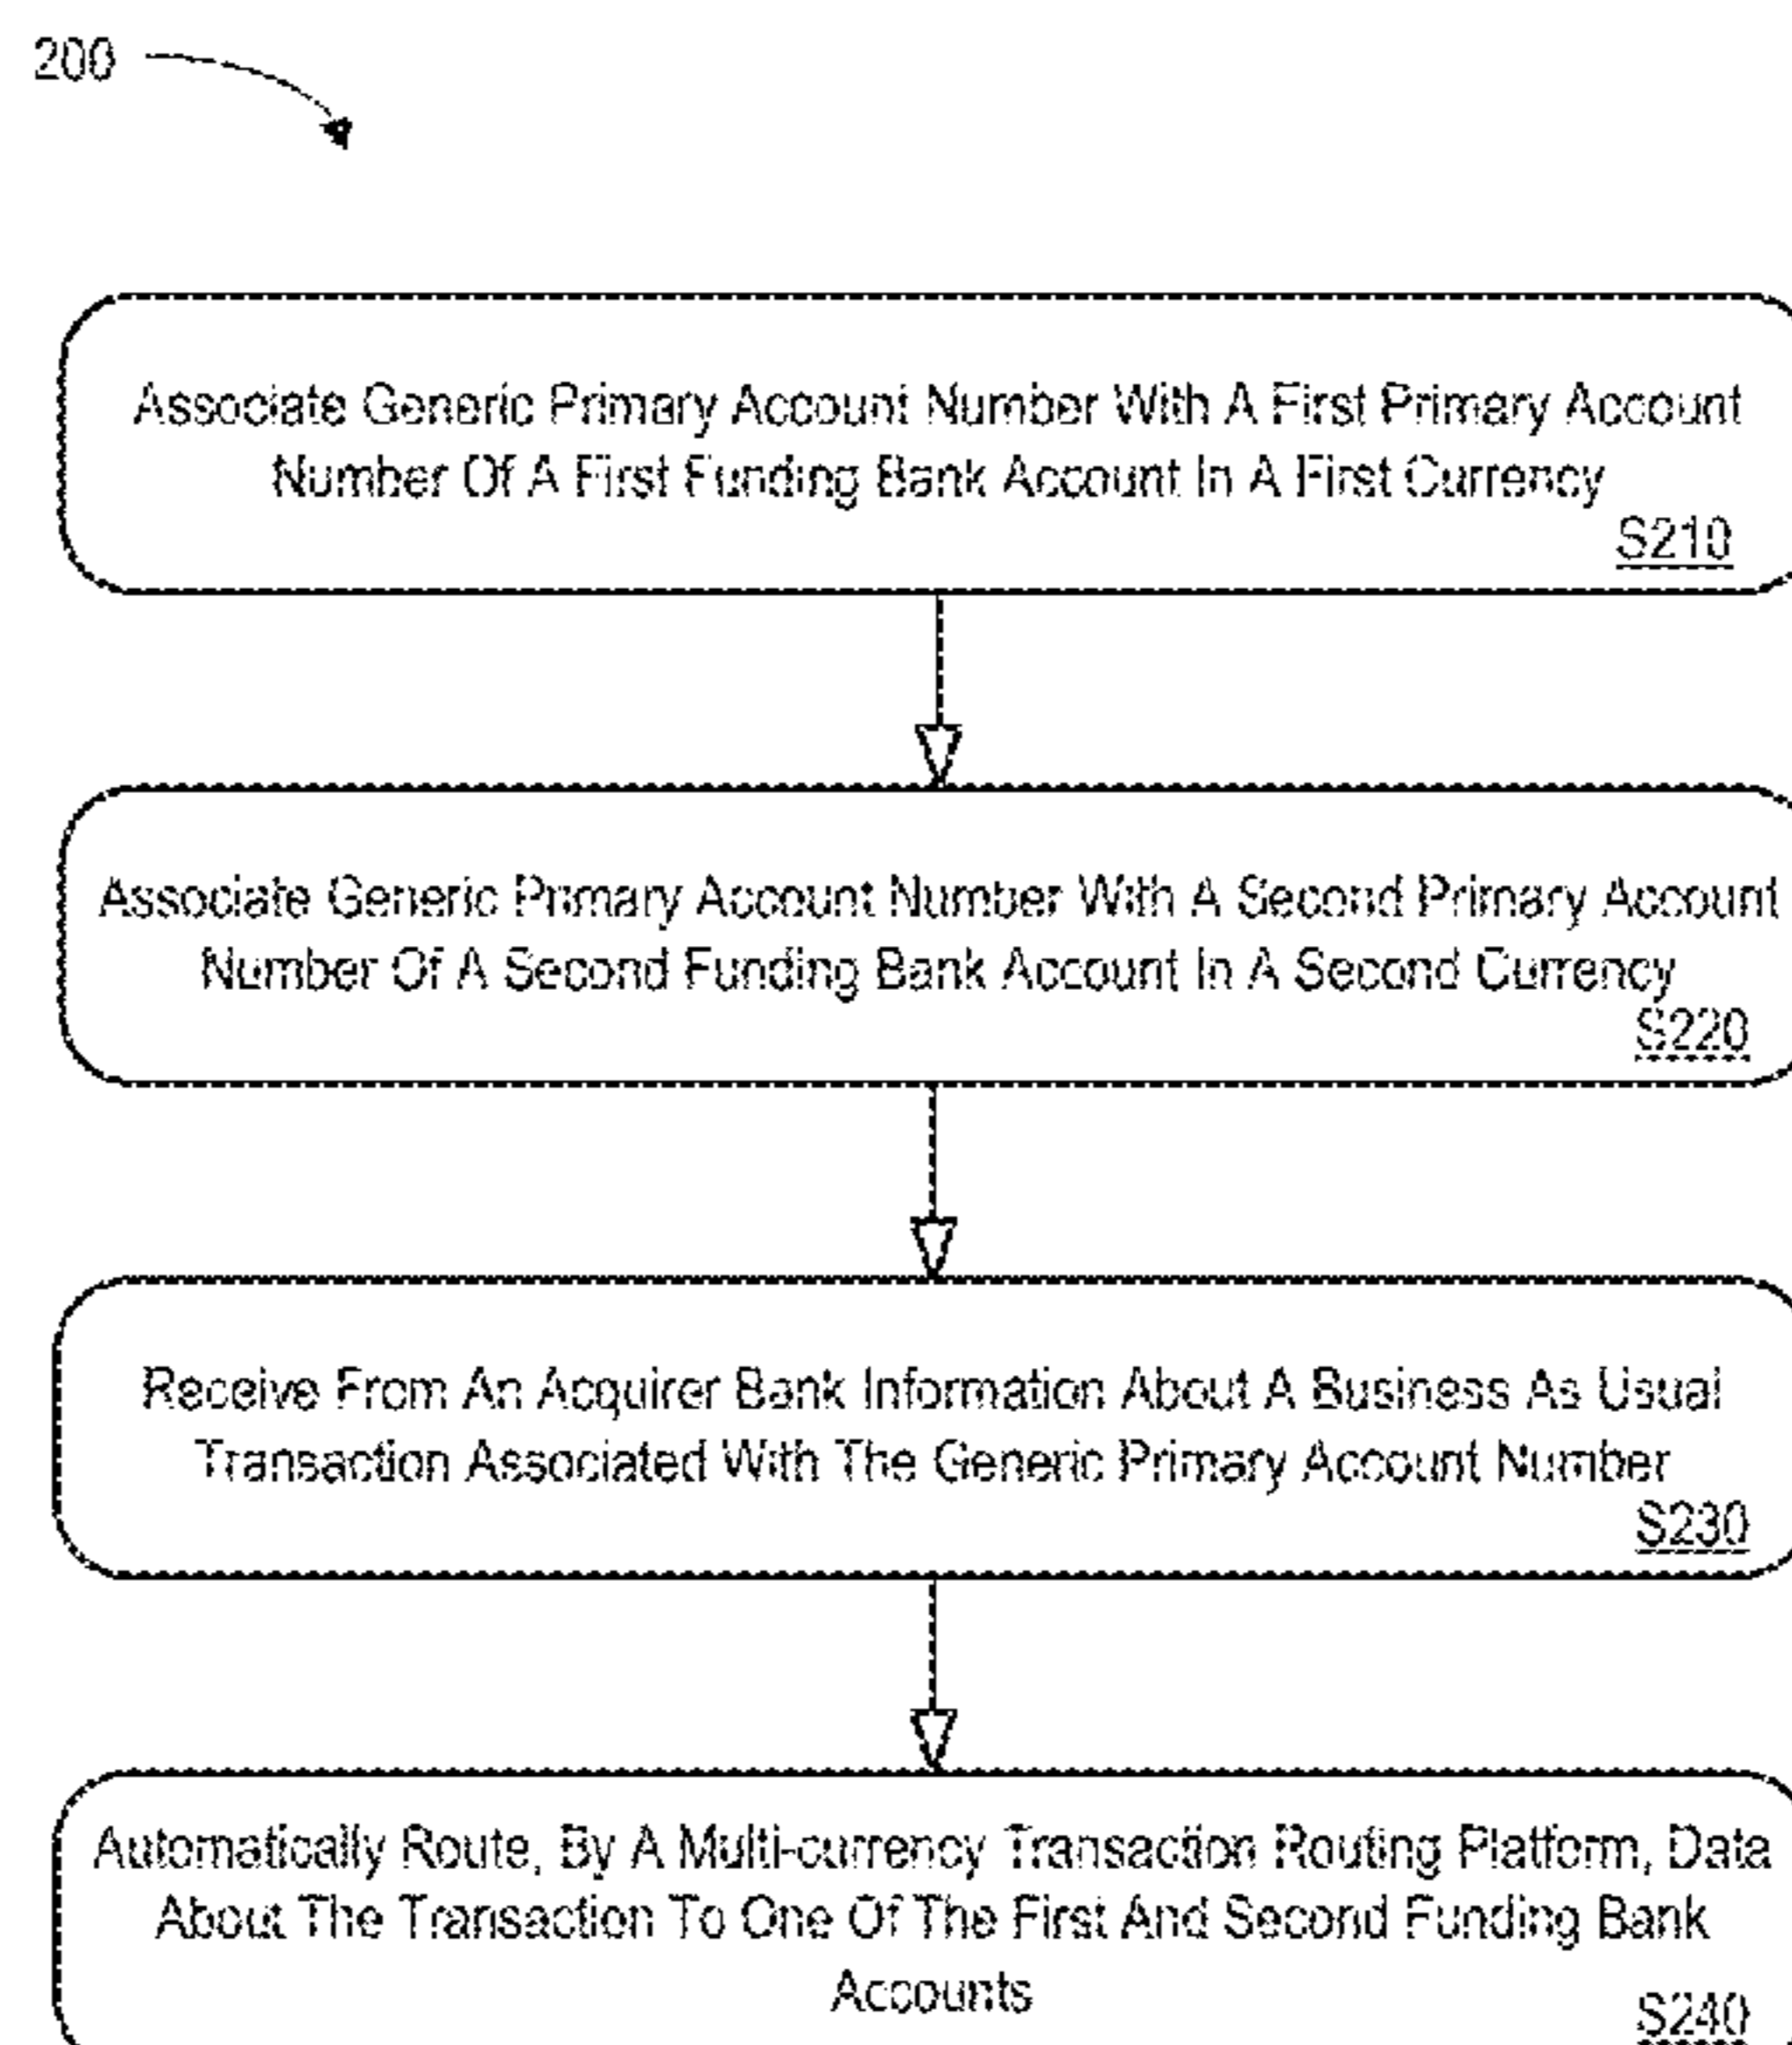 200
Associate Generic Primary Account Number With A First Primary Account
Number Of A First Funding Bank Account In A First Currency
S210
Associate Generic Primary Account Number With A Second Primary Account
Number Of A Second Funding Bank Account In A Second Currency
S220
Receive From An Acquirer Bank Information About A Business As Usual
Transaction Associated With The Generic Primary Account Number
S230
Automatically Route, By A Multi-currency Transaction Routing Platform, Data
About The Transaction To One Of The First And Second Funding Bank
Accounts
S240